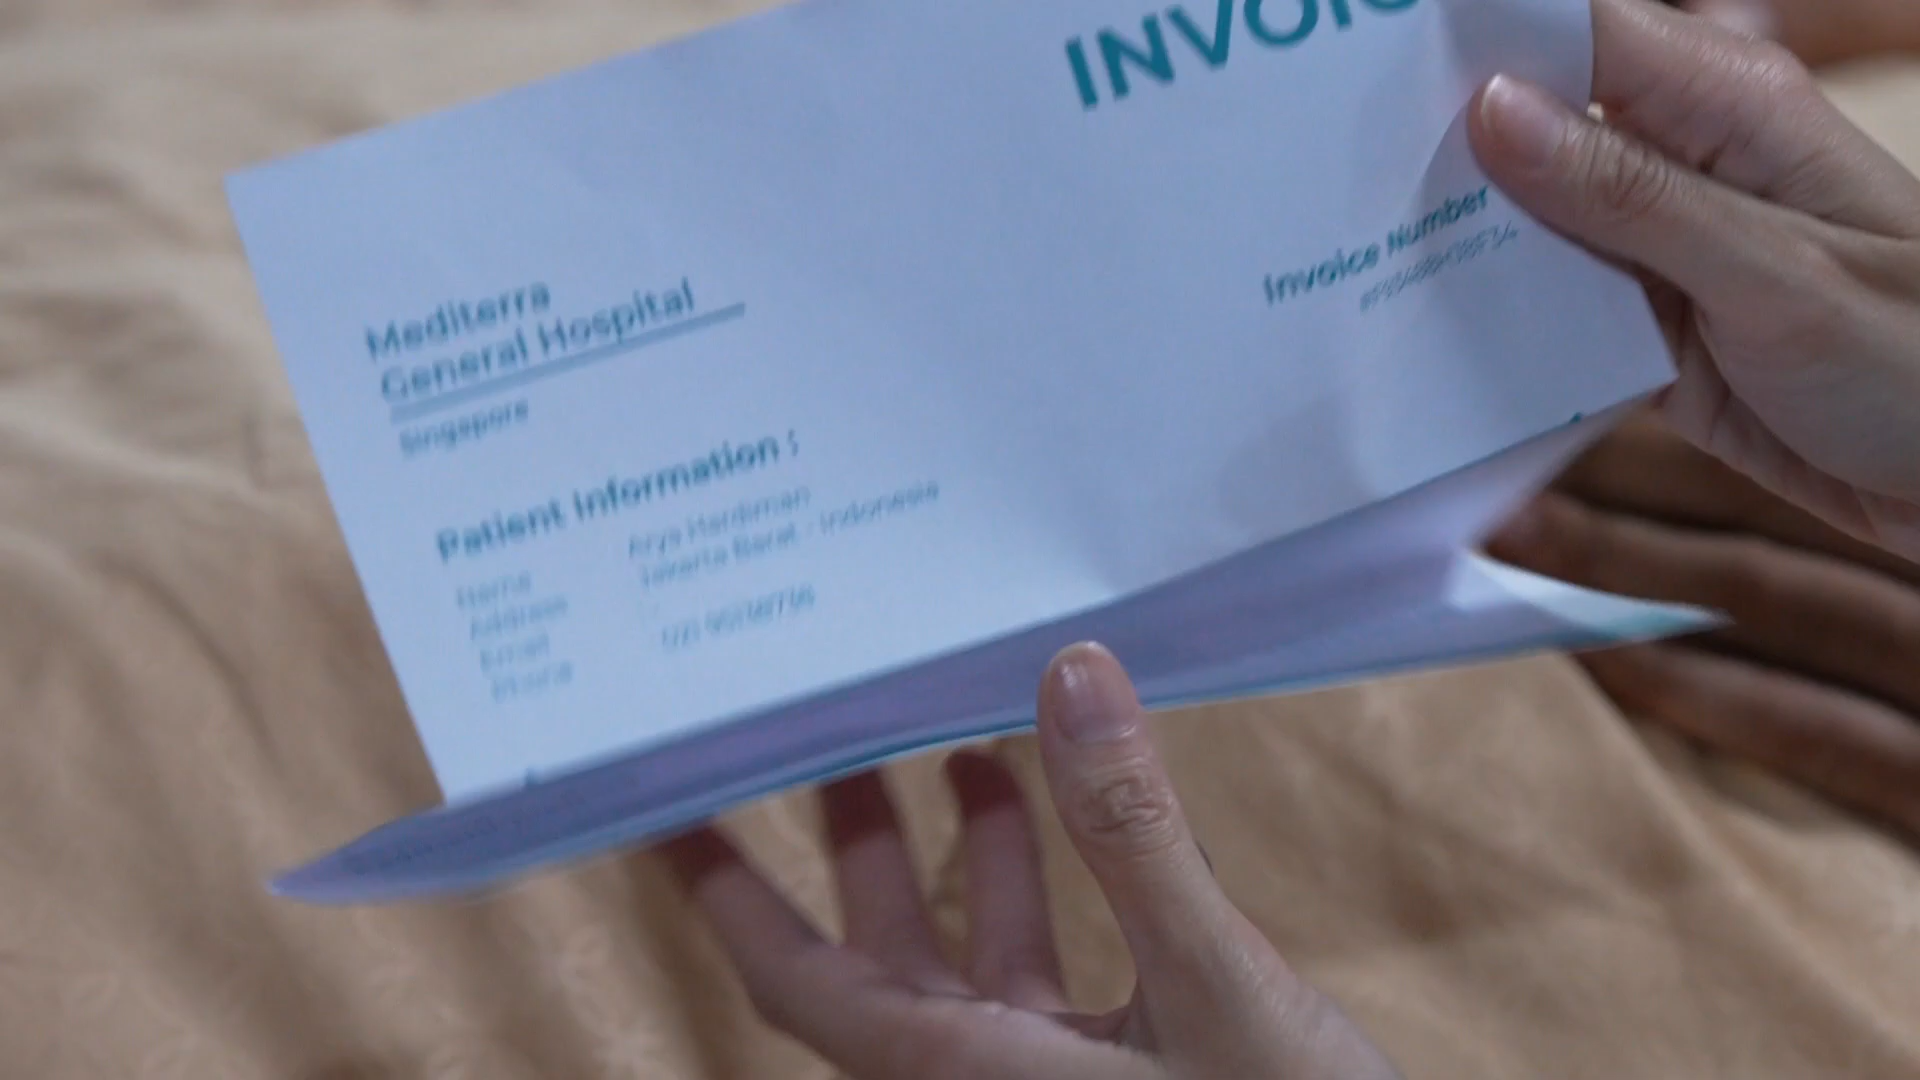 INVOIC
Invoice Number
Mediterra
General Hospital
Singapore
Patient Information :
Name Arya Hardiman
Address Jakarta Barat - Indonesia
Email -
Phone